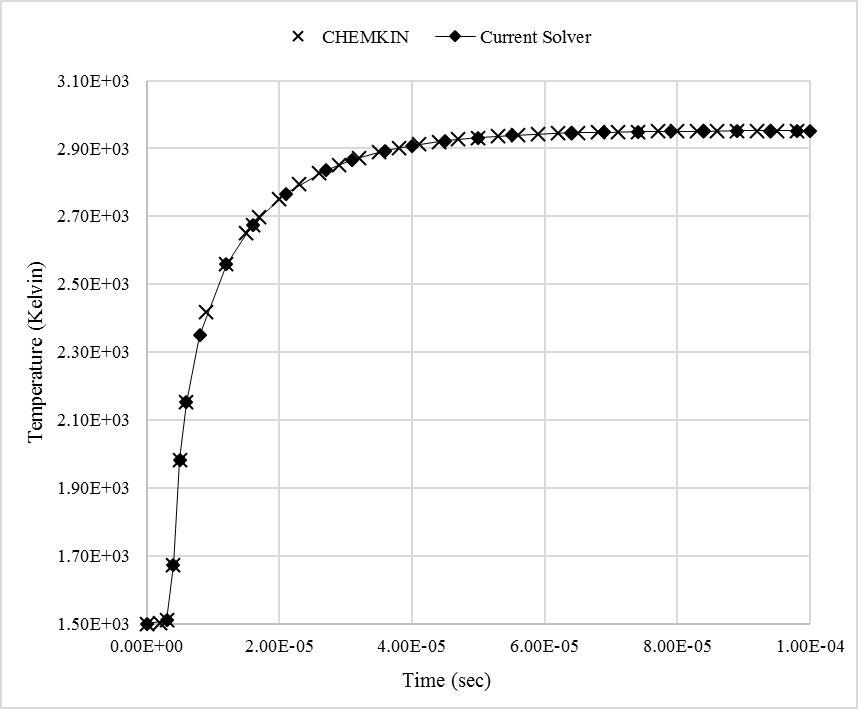 CHEMKIN Current Solver
3.10E+03
2.90E+03
2.70E+03
2.50E+03
2.30E+03
2.10E+03
1.90E+03
1.70E+03
1.50E+03
Temperature (Kelvin)
0.00E+00 2.00E-05 4.00E-05 6.00E-05 8.00E-05 1.00E-04
Time (sec)